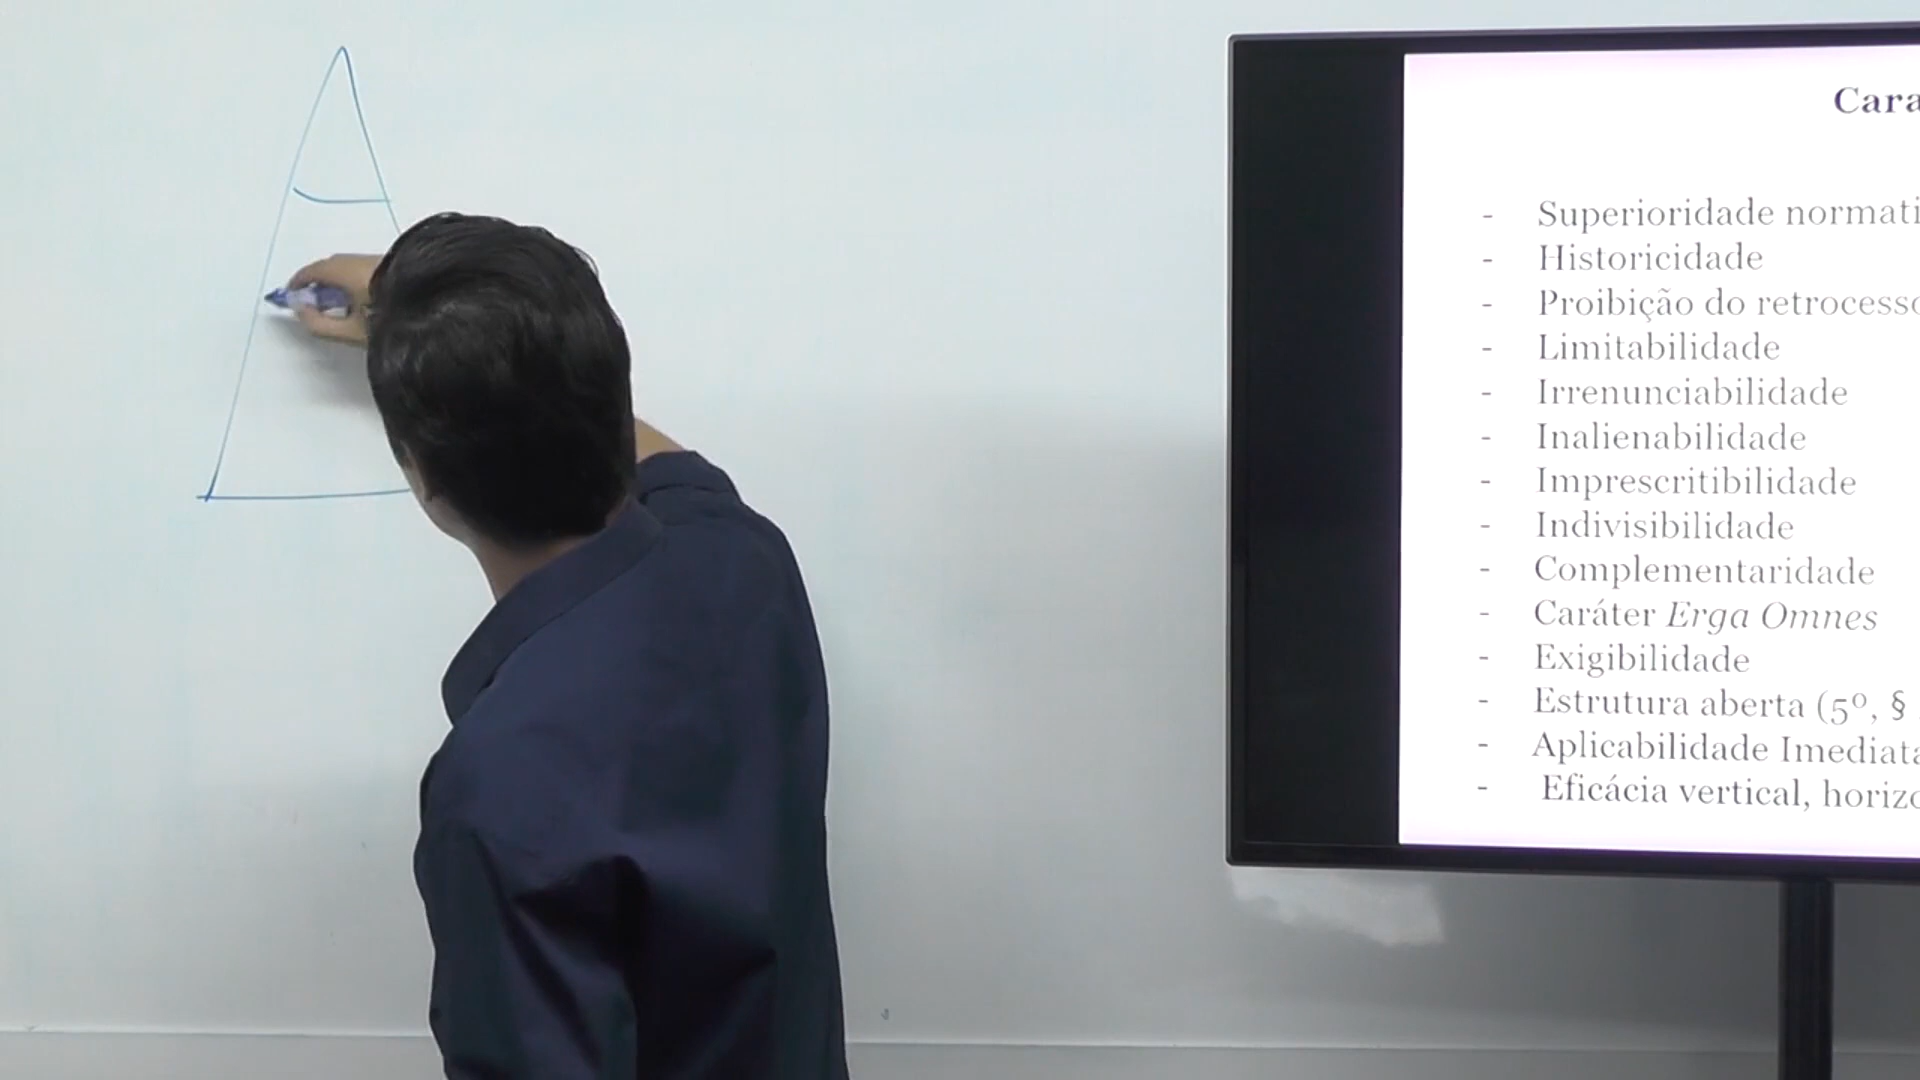 Cara
- Superioridade normati
- Historicidade
- Proibição do retrocesso
- Limitabilidade
- Irrenunciabilidade
- Inalienabilidade
- Imprescritibilidade
- Indivisibilidade
- Complementaridade
- Caráter Erga Omnes
- Exigibilidade
- Estrutura aberta (5º, §
- Aplicabilidade Imediata
- Eficácia vertical, horizo